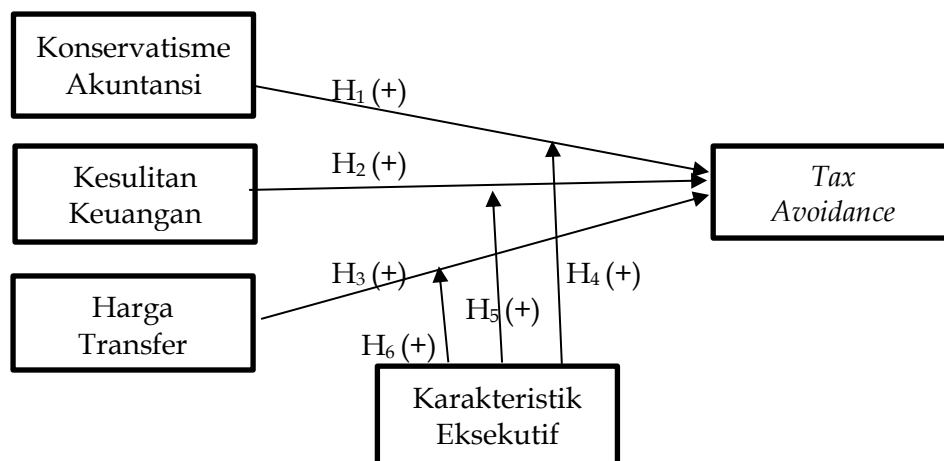 Konservatisme
Akuntansi
H₁ (+)
Kesulitan
Keuangan
H₂ (+)
Tax
Avoidance
Harga
Transfer
H₃ (+)
H₄ (+)
H₅ (+)
H₆ (+)
Karakteristik
Eksekutif